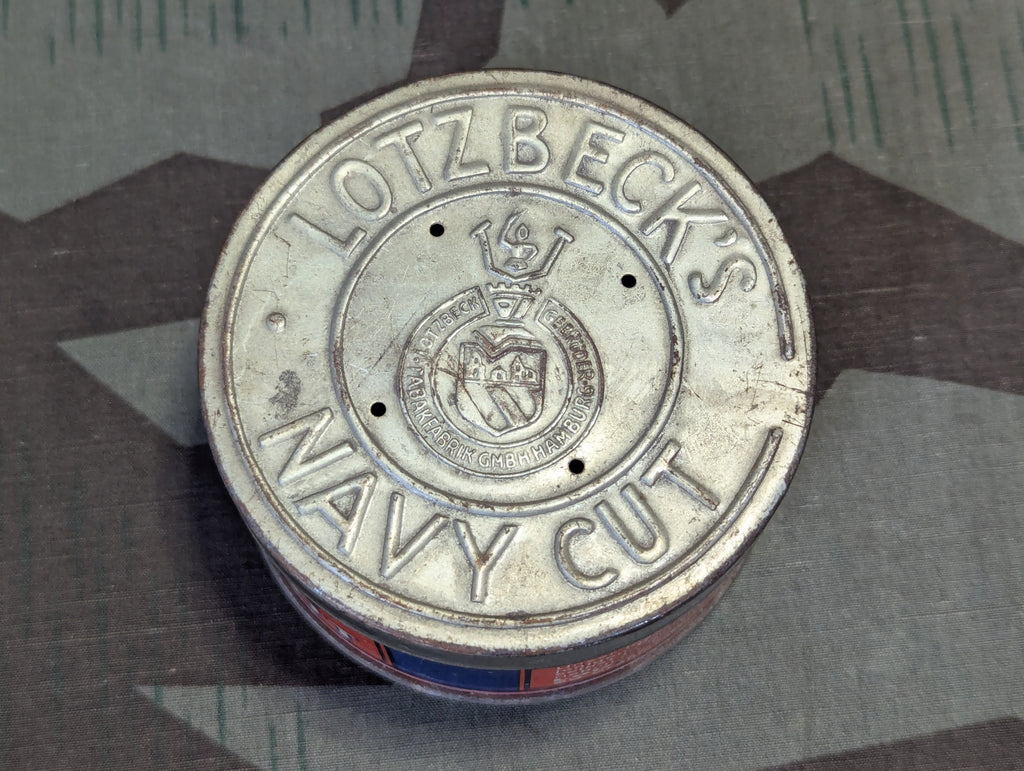 LOTZBECK'S
LOTZBECK GEBRÜDER
TABAKFABRIK GMBH HAMBURG
NAVY CUT